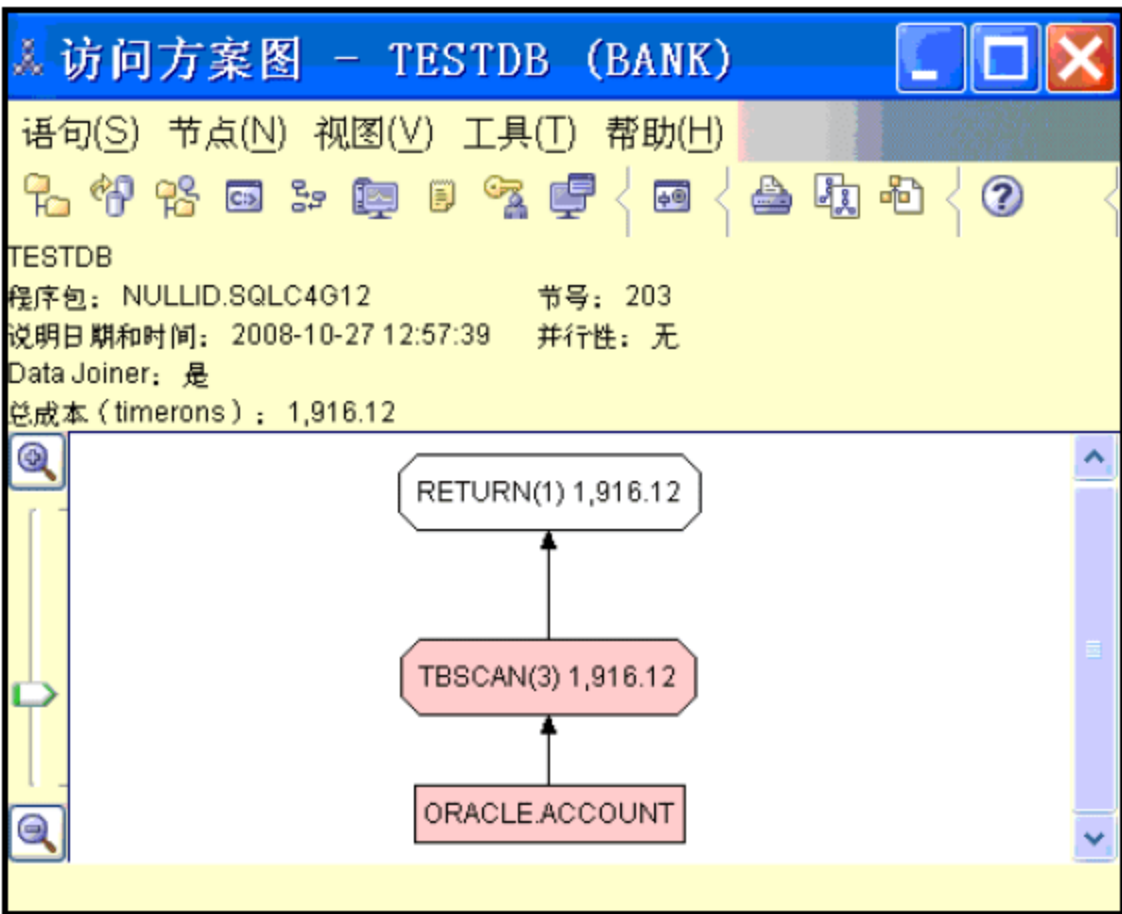 访问方案图 - TESTDB (BANK)
语句(S) 节点(N) 视图(V) 工具(T) 帮助(H)
TESTDB
程序包: NULLID.SQLC4G12 节号: 203
说明日期和时间: 2008-10-27 12:57:39 并行性: 无
Data Joiner: 是
总成本(timerons): 1,916.12
RETURN(1) 1,916.12
TBSCAN(3) 1,916.12
ORACLE.ACCOUNT